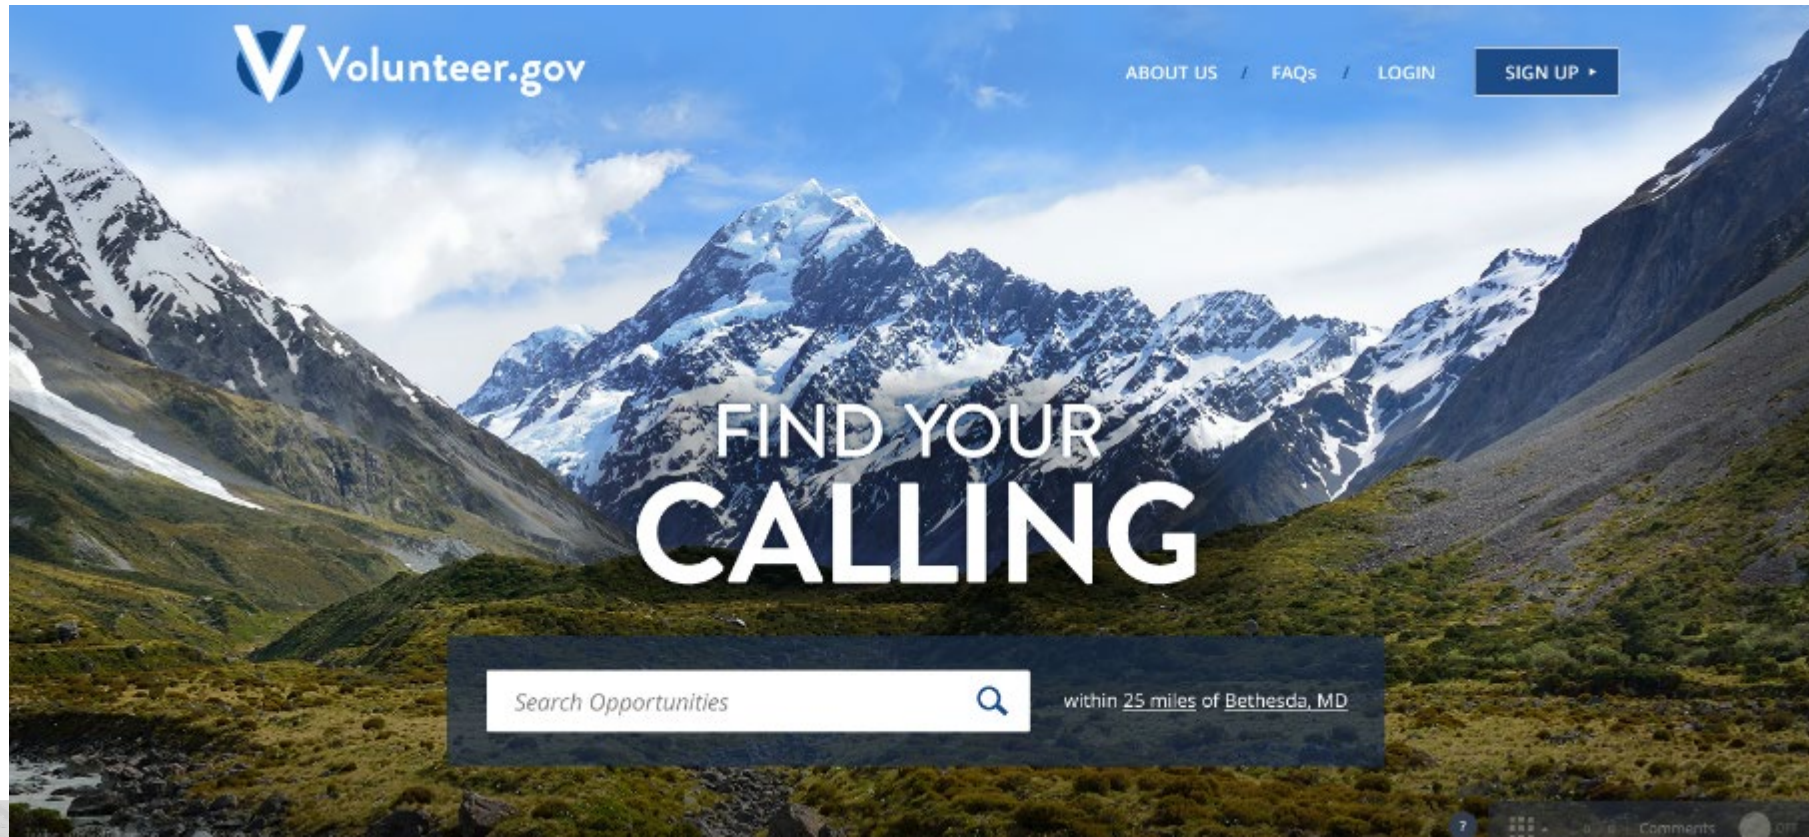 Volunteer.gov
ABOUT US / FAQs / LOGIN SIGN UP
FIND YOUR
CALLING
Search Opportunities
within 25 miles of Bethesda, MD
? Comments